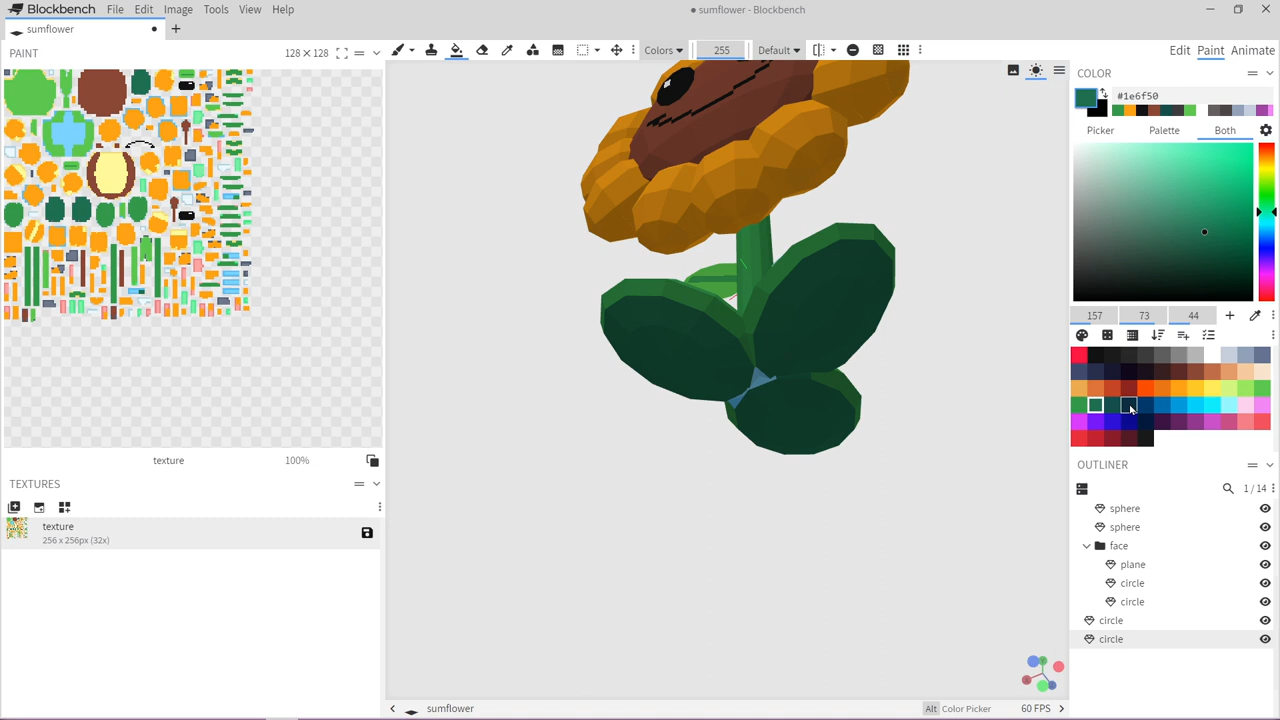 Blockbench File Edit Image Tools View Help
sumflower - Blockbench
sumflower
PAINT 128 × 128
Colors 255 Default
Edit Paint Animate
COLOR
#1e6f50
Picker Palette Both
157 73 44
texture 100%
TEXTURES
texture
256 x 256px (32x)
OUTLINER
1 / 14
sphere
sphere
face
plane
circle
circle
circle
circle
sumflower Alt Color Picker 60 FPS